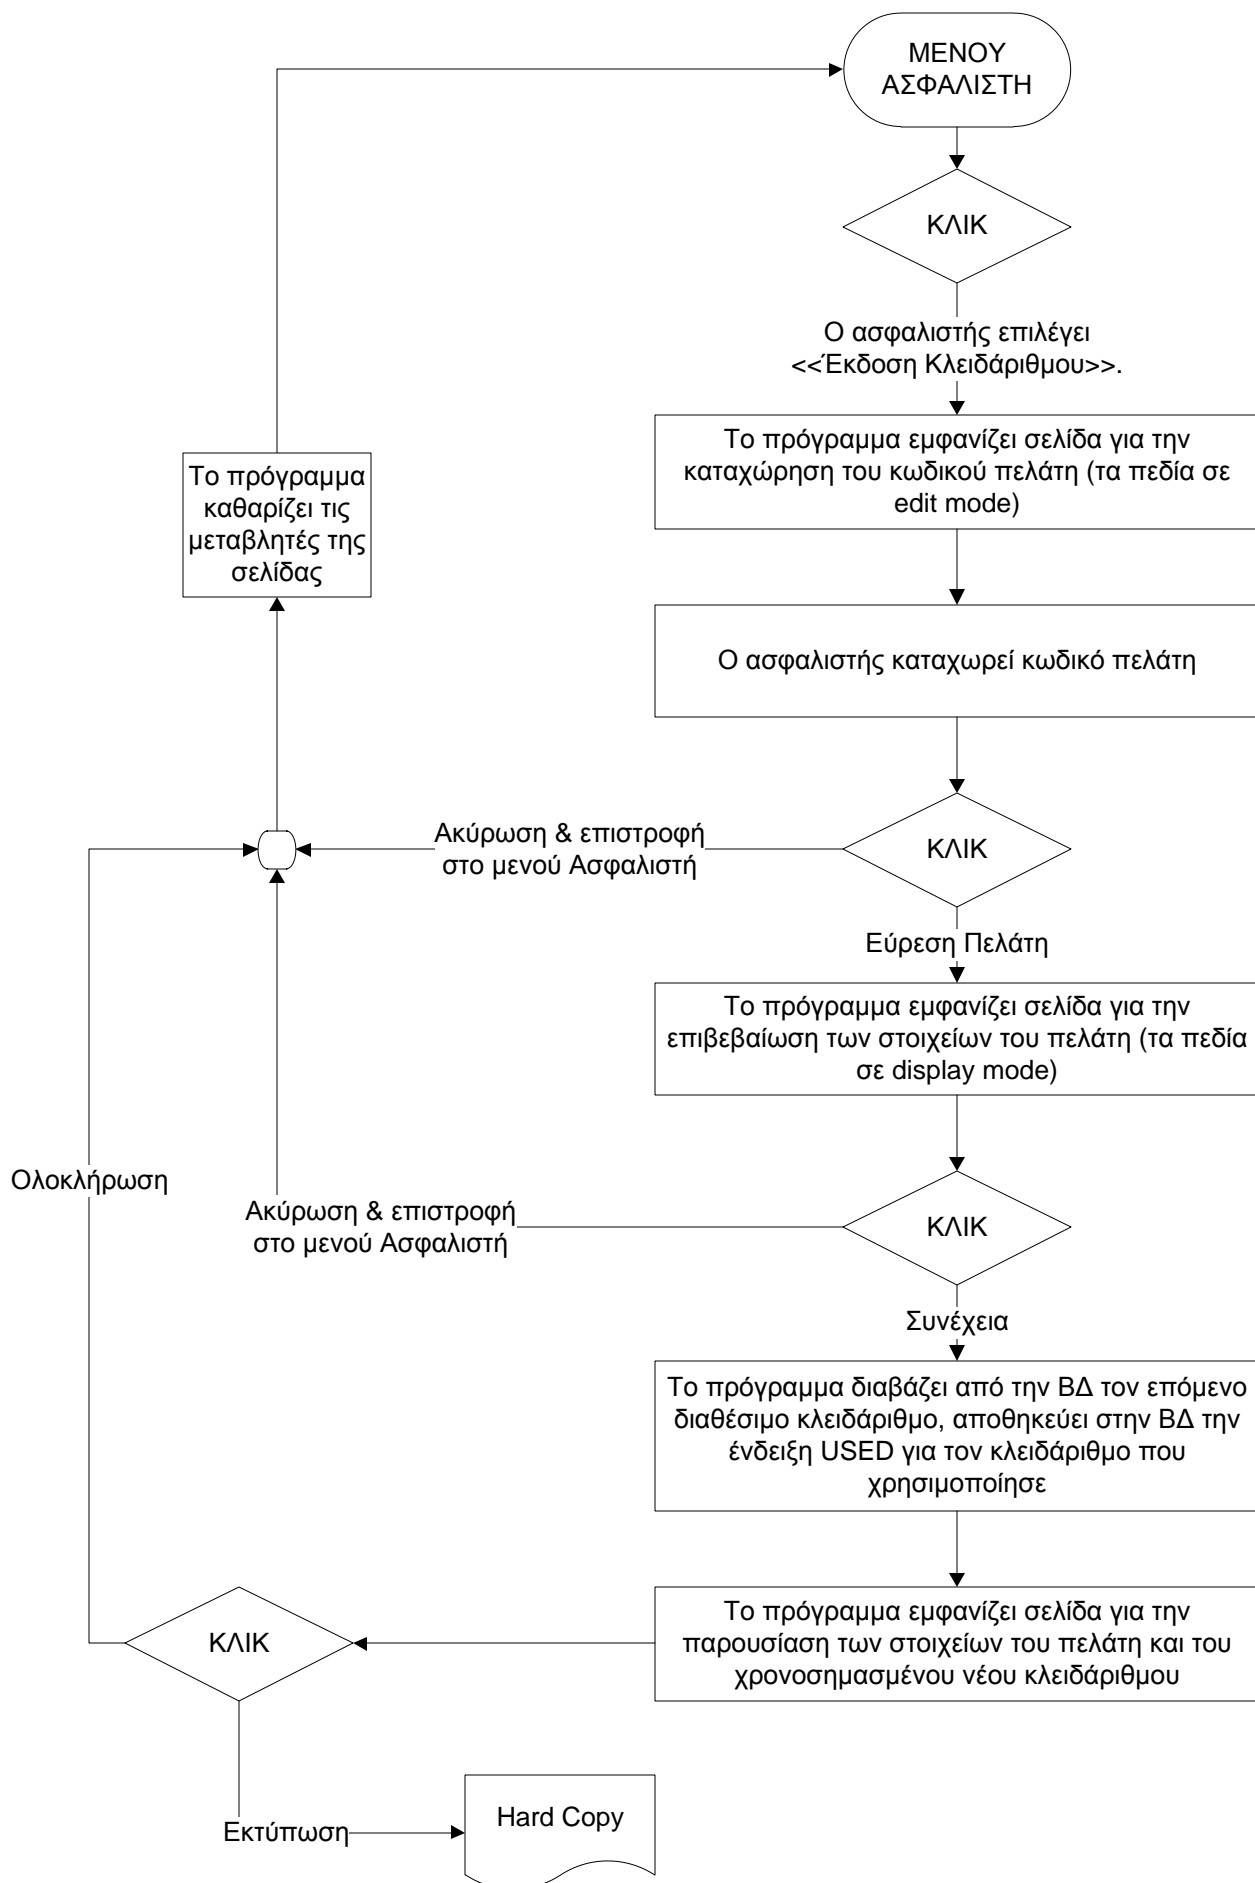 ΜΕΝΟΥ
ΑΣΦΑΛΙΣΤΗ
ΚΛΙΚ
Ο ασφαλιστής επιλέγει
<<Έκδοση Κλειδάριθμου>>.
Το πρόγραμμα εμφανίζει σελίδα για την
καταχώρηση του κωδικού πελάτη (τα πεδία σε
edit mode)
Το πρόγραμμα
καθαρίζει τις
μεταβλητές της
σελίδας
Ο ασφαλιστής καταχωρεί κωδικό πελάτη
Ακύρωση & επιστροφή
στο μενού Ασφαλιστή
ΚΛΙΚ
Εύρεση Πελάτη
Το πρόγραμμα εμφανίζει σελίδα για την
επιβεβαίωση των στοιχείων του πελάτη (τα πεδία
σε display mode)
Ολοκλήρωση
Ακύρωση & επιστροφή
στο μενού Ασφαλιστή
ΚΛΙΚ
Συνέχεια
Το πρόγραμμα διαβάζει από την ΒΔ τον επόμενο
διαθέσιμο κλειδάριθμο, αποθηκεύει στην ΒΔ την
ένδειξη USED για τον κλειδάριθμο που
χρησιμοποίησε
ΚΛΙΚ
Το πρόγραμμα εμφανίζει σελίδα για την
παρουσίαση των στοιχείων του πελάτη και του
χρονοσημασμένου νέου κλειδάριθμου
Εκτύπωση
Hard Copy